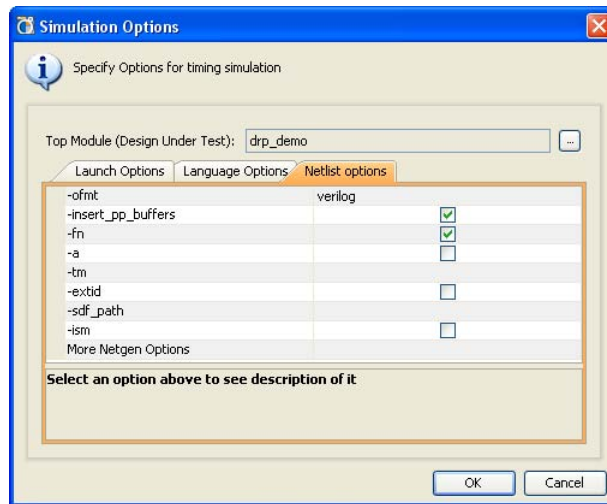 Simulation Options
Specify Options for timing simulation
Top Module (Design Under Test): drp_demo ...
Launch Options Language Options Netlist options
-ofmt verilog
-insert_pp_buffers
-fn
-a
-tm
-extid
-sdf_path
-ism
More Netgen Options
Select an option above to see description of it
OK Cancel